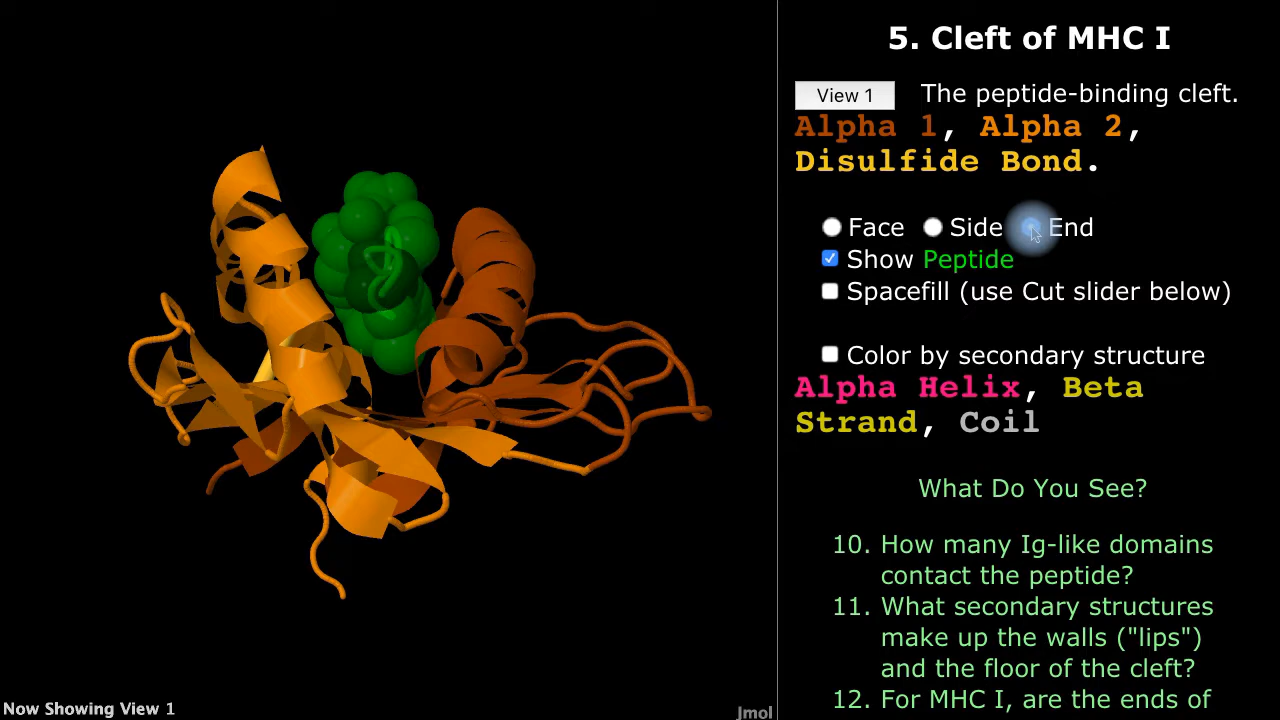 5. Cleft of MHC I
View 1 The peptide-binding cleft.
Alpha 1, Alpha 2,
Disulfide Bond.
Face Side End
Show Peptide
Spacefill (use Cut slider below)
Color by secondary structure
Alpha Helix, Beta
Strand, Coil
What Do You See?
10. How many Ig-like domains
contact the peptide?
11. What secondary structures
make up the walls ("lips")
and the floor of the cleft?
12. For MHC I, are the ends of
Now Showing View 1
Jmol